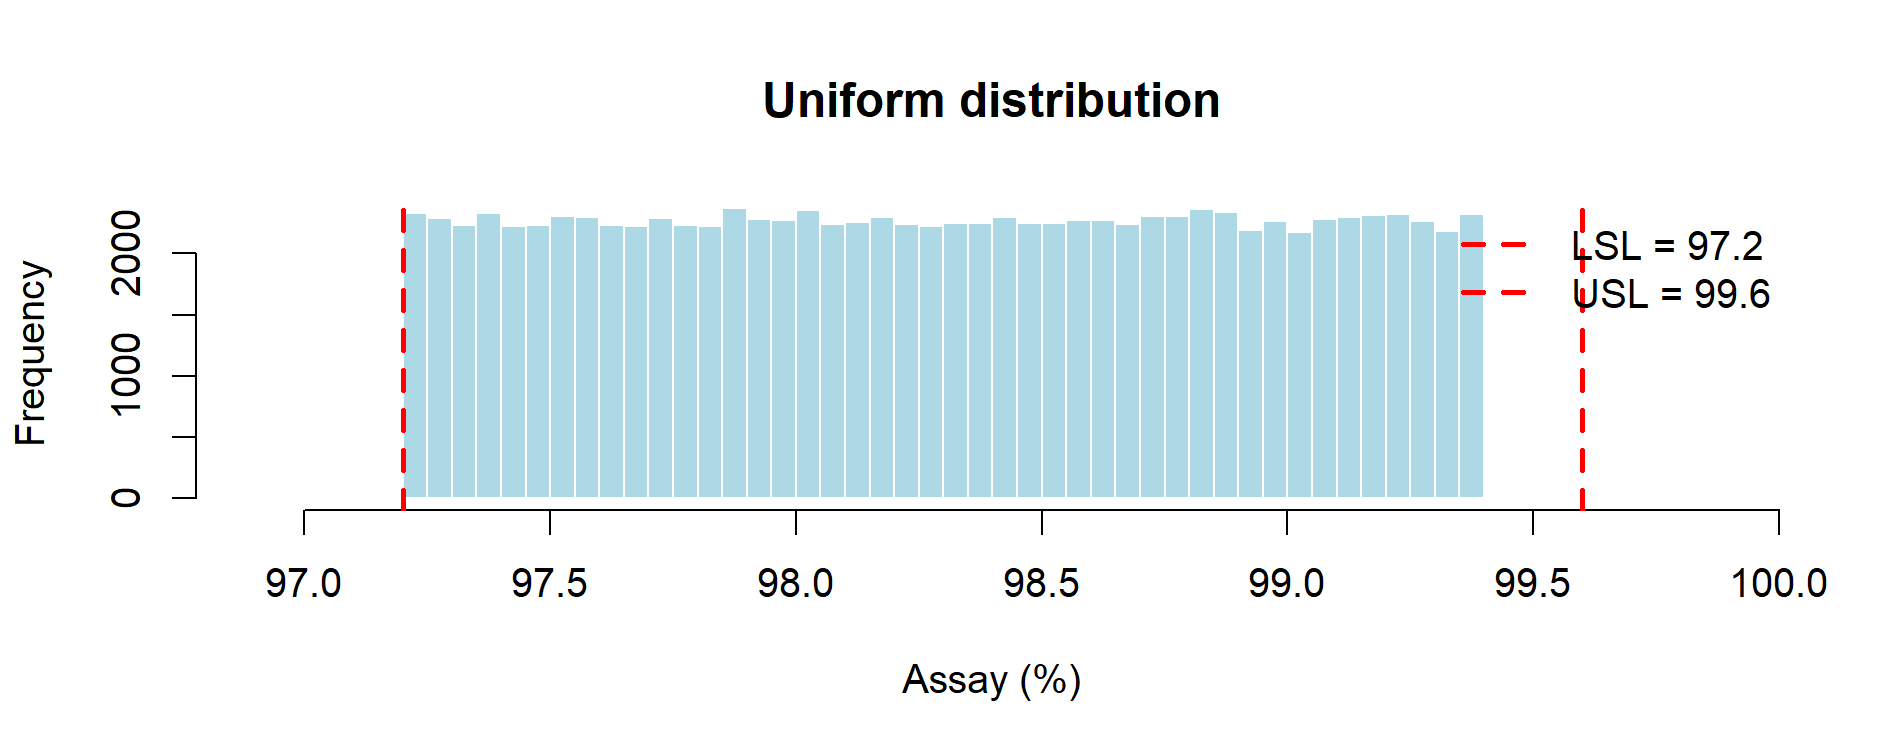 Uniform distribution
Frequency
2000
1000
0
LSL = 97.2
USL = 99.6
97.0 97.5 98.0 98.5 99.0 99.5 100.0
Assay (%)